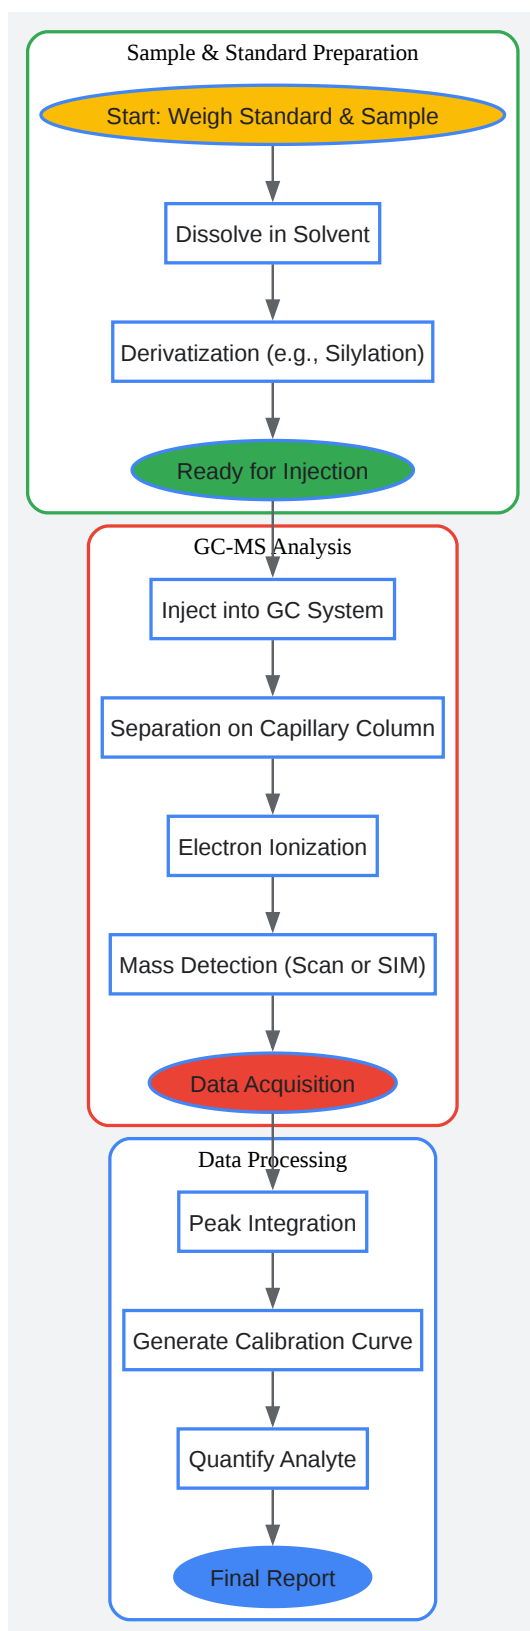 Sample & Standard Preparation
Start: Weigh Standard & Sample
Dissolve in Solvent
Derivatization (e.g., Silylation)
Ready for Injection
GC-MS Analysis
Inject into GC System
Separation on Capillary Column
Electron Ionization
Mass Detection (Scan or SIM)
Data Acquisition
Data Processing
Peak Integration
Generate Calibration Curve
Quantify Analyte
Final Report